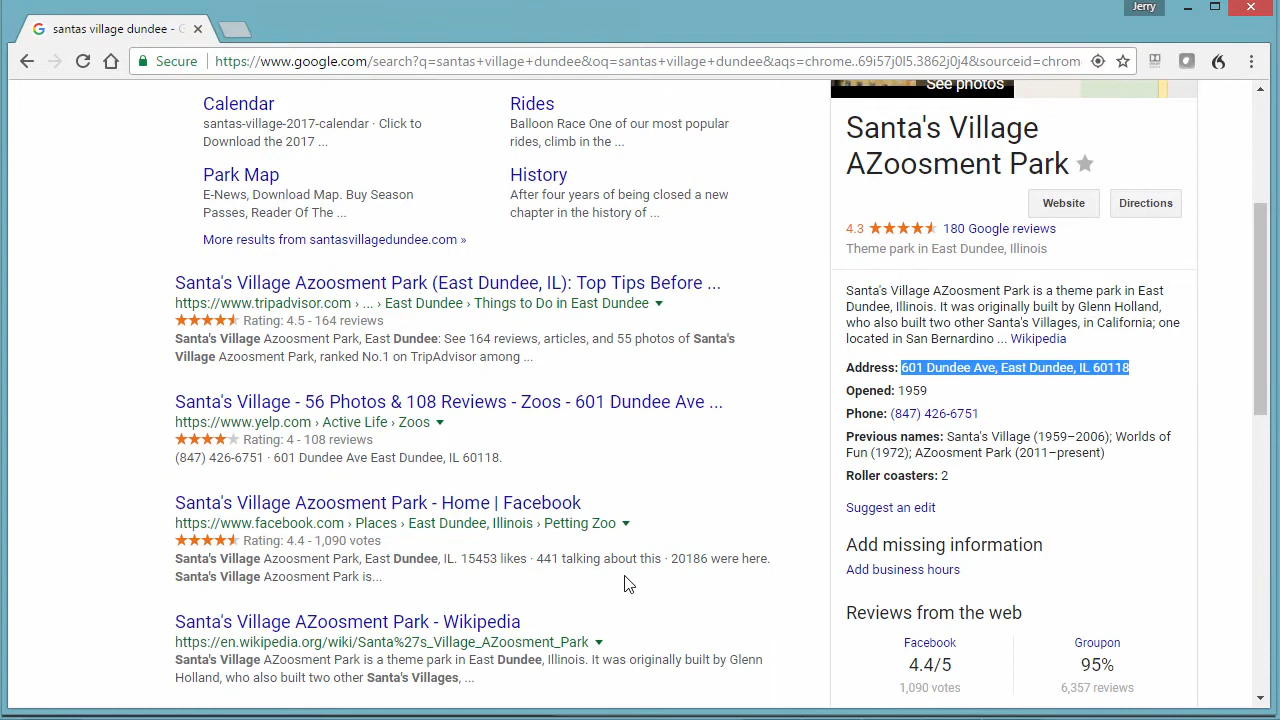 Jerry
santas village dundee - G
Secure
https://www.google.com/search?q=santas+village+dundee&oq=santas+village+dundee&aqs=chrome..69i57j0l5.3862j0j4&sourceid=chrom
Calendar
santas-village-2017-calendar · Click to
Download the 2017 ...
Rides
Balloon Race One of our most popular
rides, climb in the ...
Park Map
E-News, Download Map. Buy Season
Passes, Reader Of The ...
History
After four years of being closed a new
chapter in the history of ...
More results from santasvillagedundee.com »
Santa's Village Azoosment Park (East Dundee, IL): Top Tips Before ...
https://www.tripadvisor.com › ... › East Dundee › Things to Do in East Dundee
Rating: 4.5 - 164 reviews
Santa's Village Azoosment Park, East Dundee: See 164 reviews, articles, and 55 photos of Santa's
Village Azoosment Park, ranked No.1 on TripAdvisor among ...
Santa's Village - 56 Photos & 108 Reviews - Zoos - 601 Dundee Ave ...
https://www.yelp.com › Active Life › Zoos
Rating: 4 - 108 reviews
(847) 426-6751 · 601 Dundee Ave East Dundee, IL 60118.
Santa's Village Azoosment Park - Home | Facebook
https://www.facebook.com › Places › East Dundee, Illinois › Petting Zoo
Rating: 4.4 - 1,090 votes
Santa's Village Azoosment Park, East Dundee, IL. 15453 likes · 441 talking about this · 20186 were here.
Santa's Village Azoosment Park is...
Santa's Village AZoosment Park - Wikipedia
https://en.wikipedia.org/wiki/Santa%27s_Village_AZoosment_Park
Santa's Village AZoosment Park is a theme park in East Dundee, Illinois. It was originally built by Glenn
Holland, who also built two other Santa's Villages, ...
See photos
Santa's Village
AZoosment Park
Website
Directions
4.3
180 Google reviews
Theme park in East Dundee, Illinois
Santa's Village AZoosment Park is a theme park in East
Dundee, Illinois. It was originally built by Glenn Holland,
who also built two other Santa's Villages, in California; one
located in San Bernardino ... Wikipedia
Address: 601 Dundee Ave, East Dundee, IL 60118
Opened: 1959
Phone: (847) 426-6751
Previous names: Santa's Village (1959–2006); Worlds of
Fun (1972); AZoosment Park (2011–present)
Roller coasters: 2
Suggest an edit
Add missing information
Add business hours
Reviews from the web
Facebook
4.4/5
1,090 votes
Groupon
95%
6,357 reviews